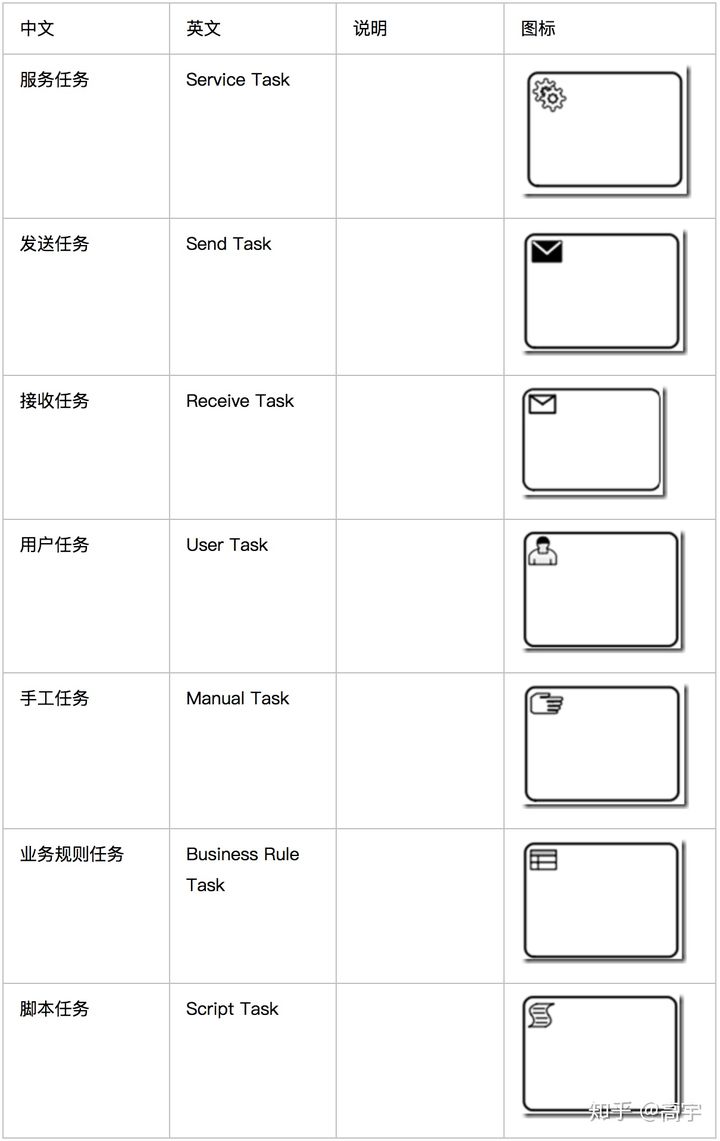 中文 英文 说明 图标
服务任务 Service Task
发送任务 Send Task
接收任务 Receive Task
用户任务 User Task
手工任务 Manual Task
业务规则任务 Business Rule
Task
脚本任务 Script Task
知乎 @高宇